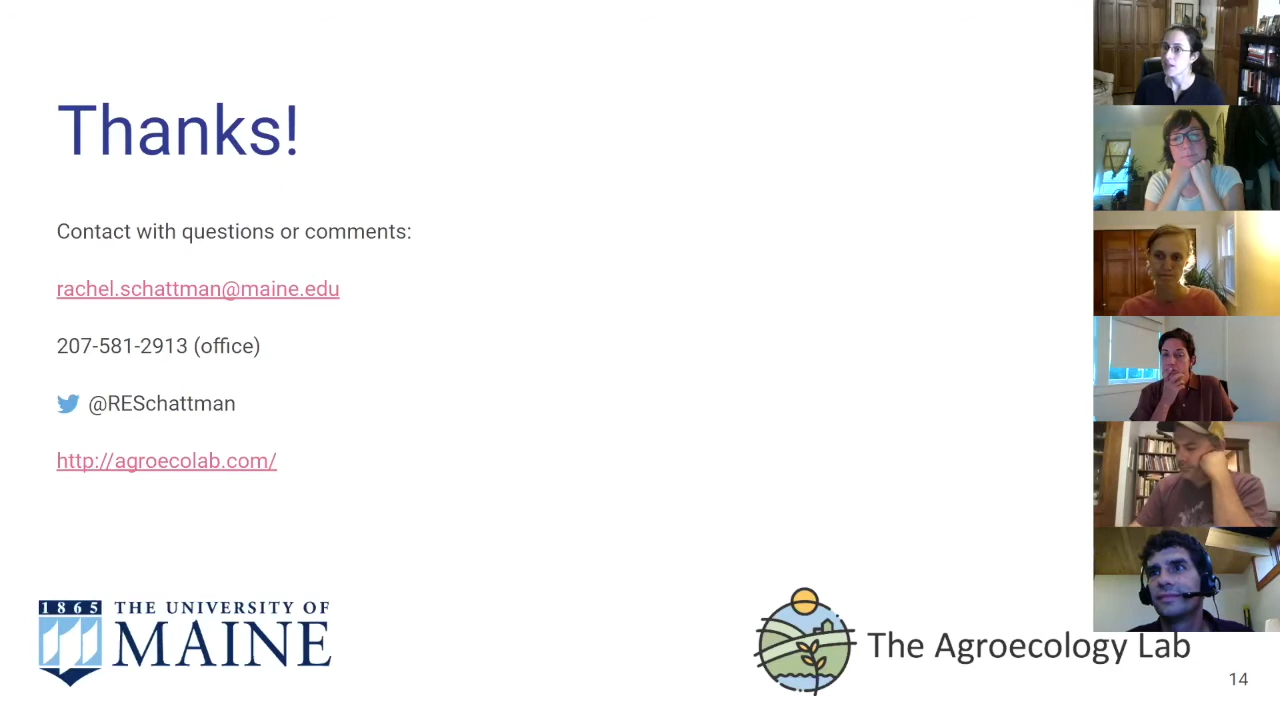 Thanks!
Contact with questions or comments:
rachel.schattman@maine.edu
207-581-2913 (office)
@RESchattman
http://agroecolab.com/
1865
THE UNIVERSITY OF
MAINE
The Agroecology Lab
14